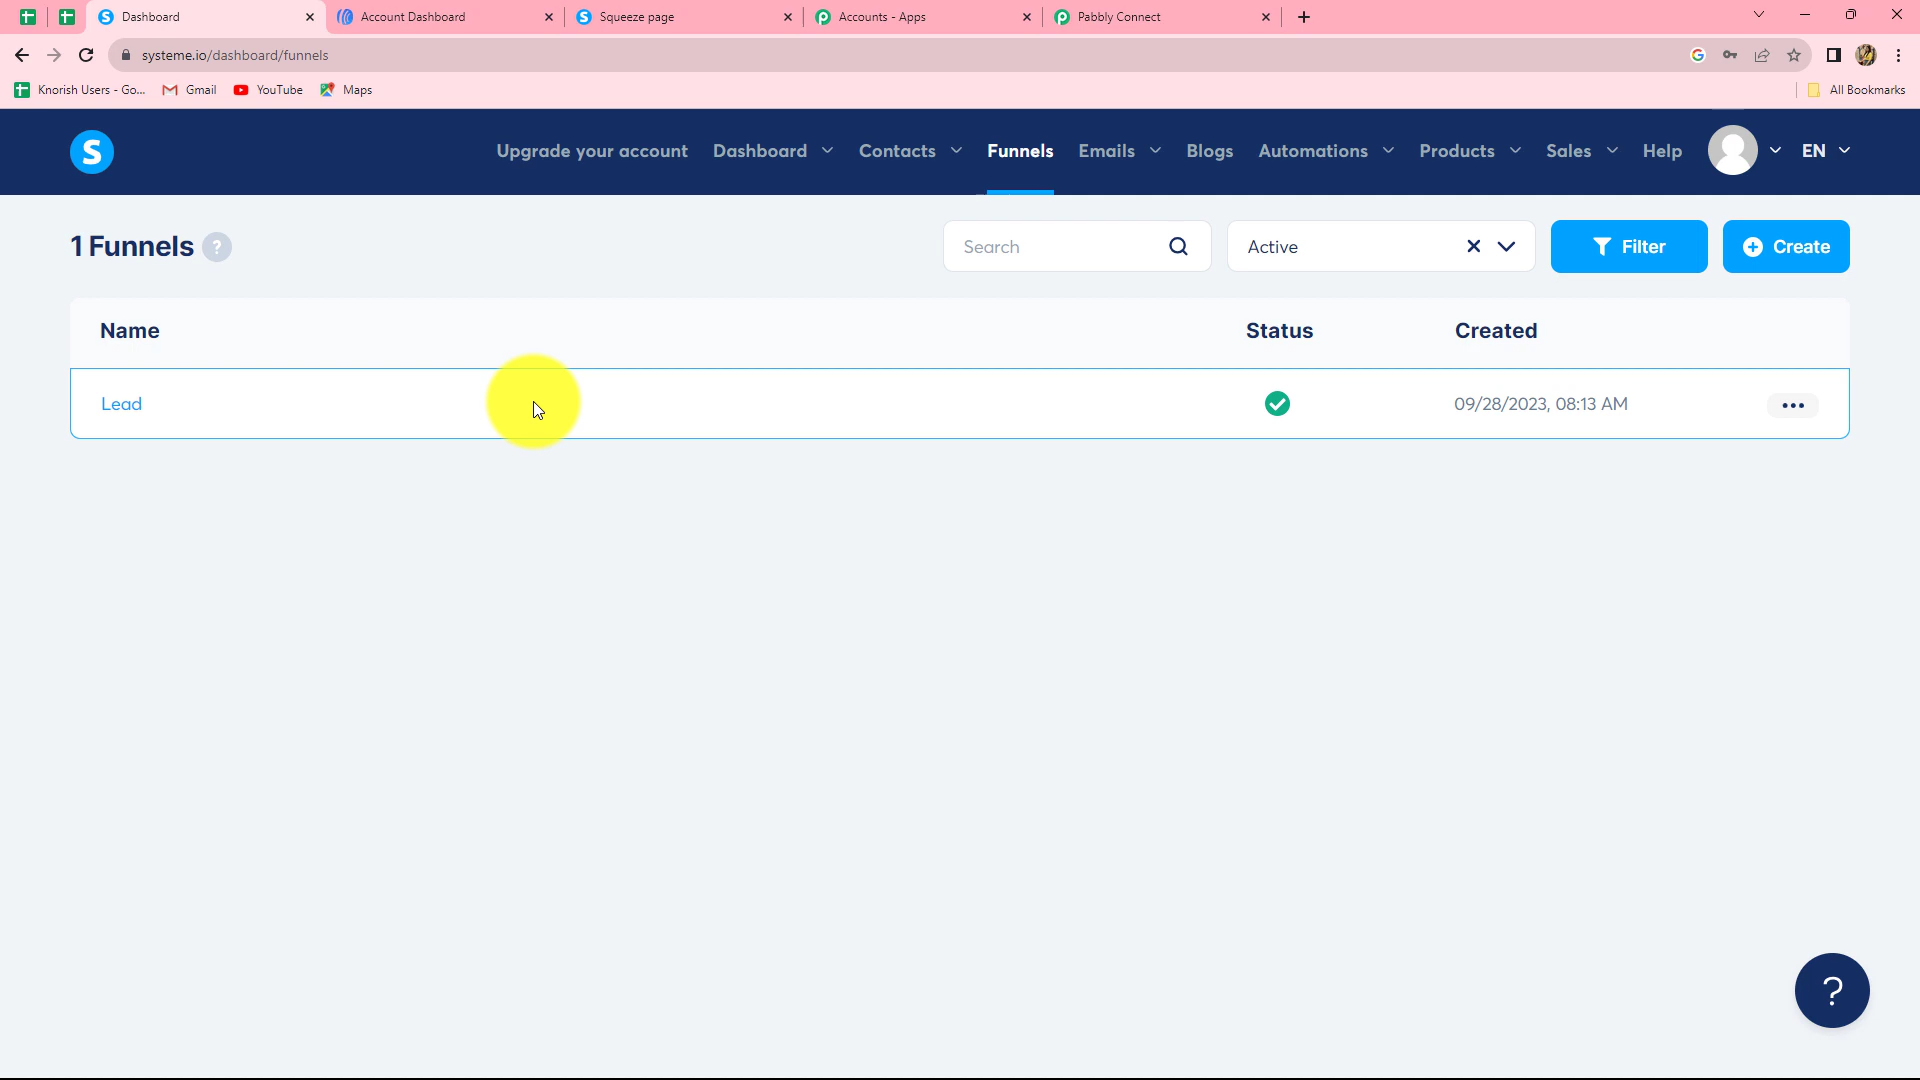 Dashboard
Account Dashboard
Squeeze page
Accounts - Apps
Pabbly Connect
systeme.io/dashboard/funnels
Knorish Users - Go...
Gmail
YouTube
Maps
All Bookmarks
S
Upgrade your account
Dashboard
Contacts
Funnels
Emails
Blogs
Automations
Products
Sales
Help
EN
1 Funnels ?
Search
Active
Filter
Create
Name
Status
Created
Lead
09/28/2023, 08:13 AM
?